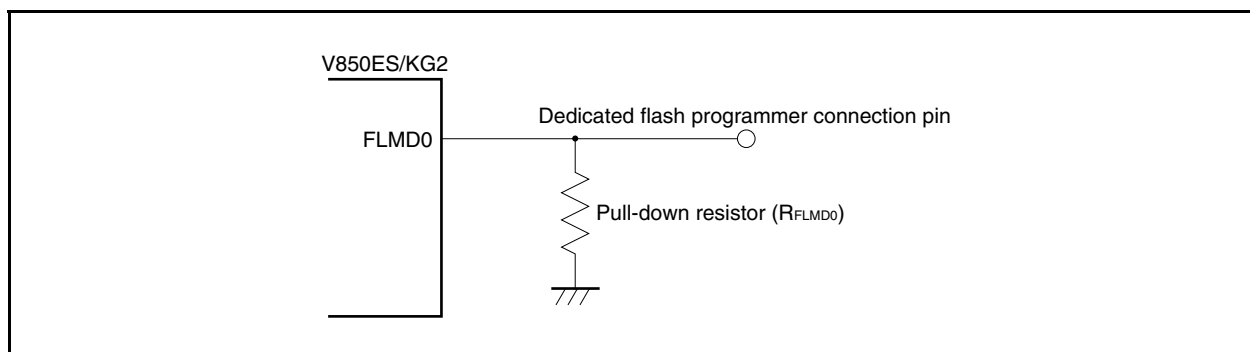 V850ES/KG2
Dedicated flash programmer connection pin
FLMD0
Pull-down resistor (RFLMD0)